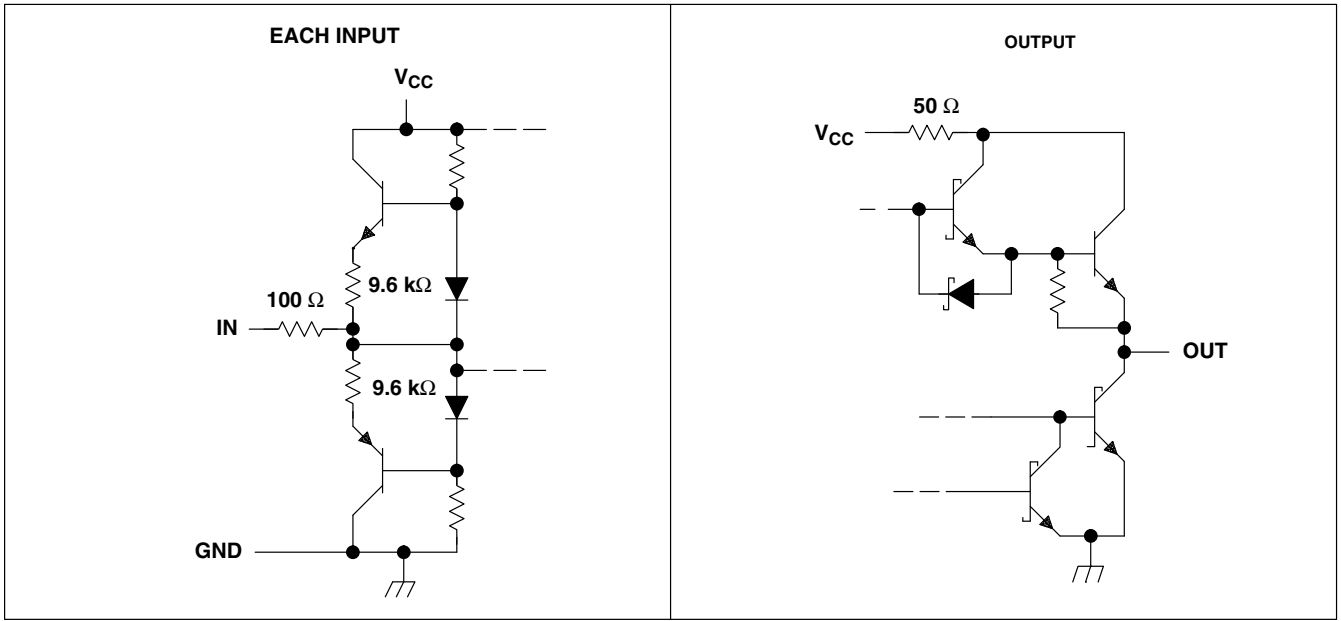 EACH INPUT
VCC
9.6 kΩ
100 Ω
IN
9.6 kΩ
GND
OUTPUT
50 Ω
VCC
OUT